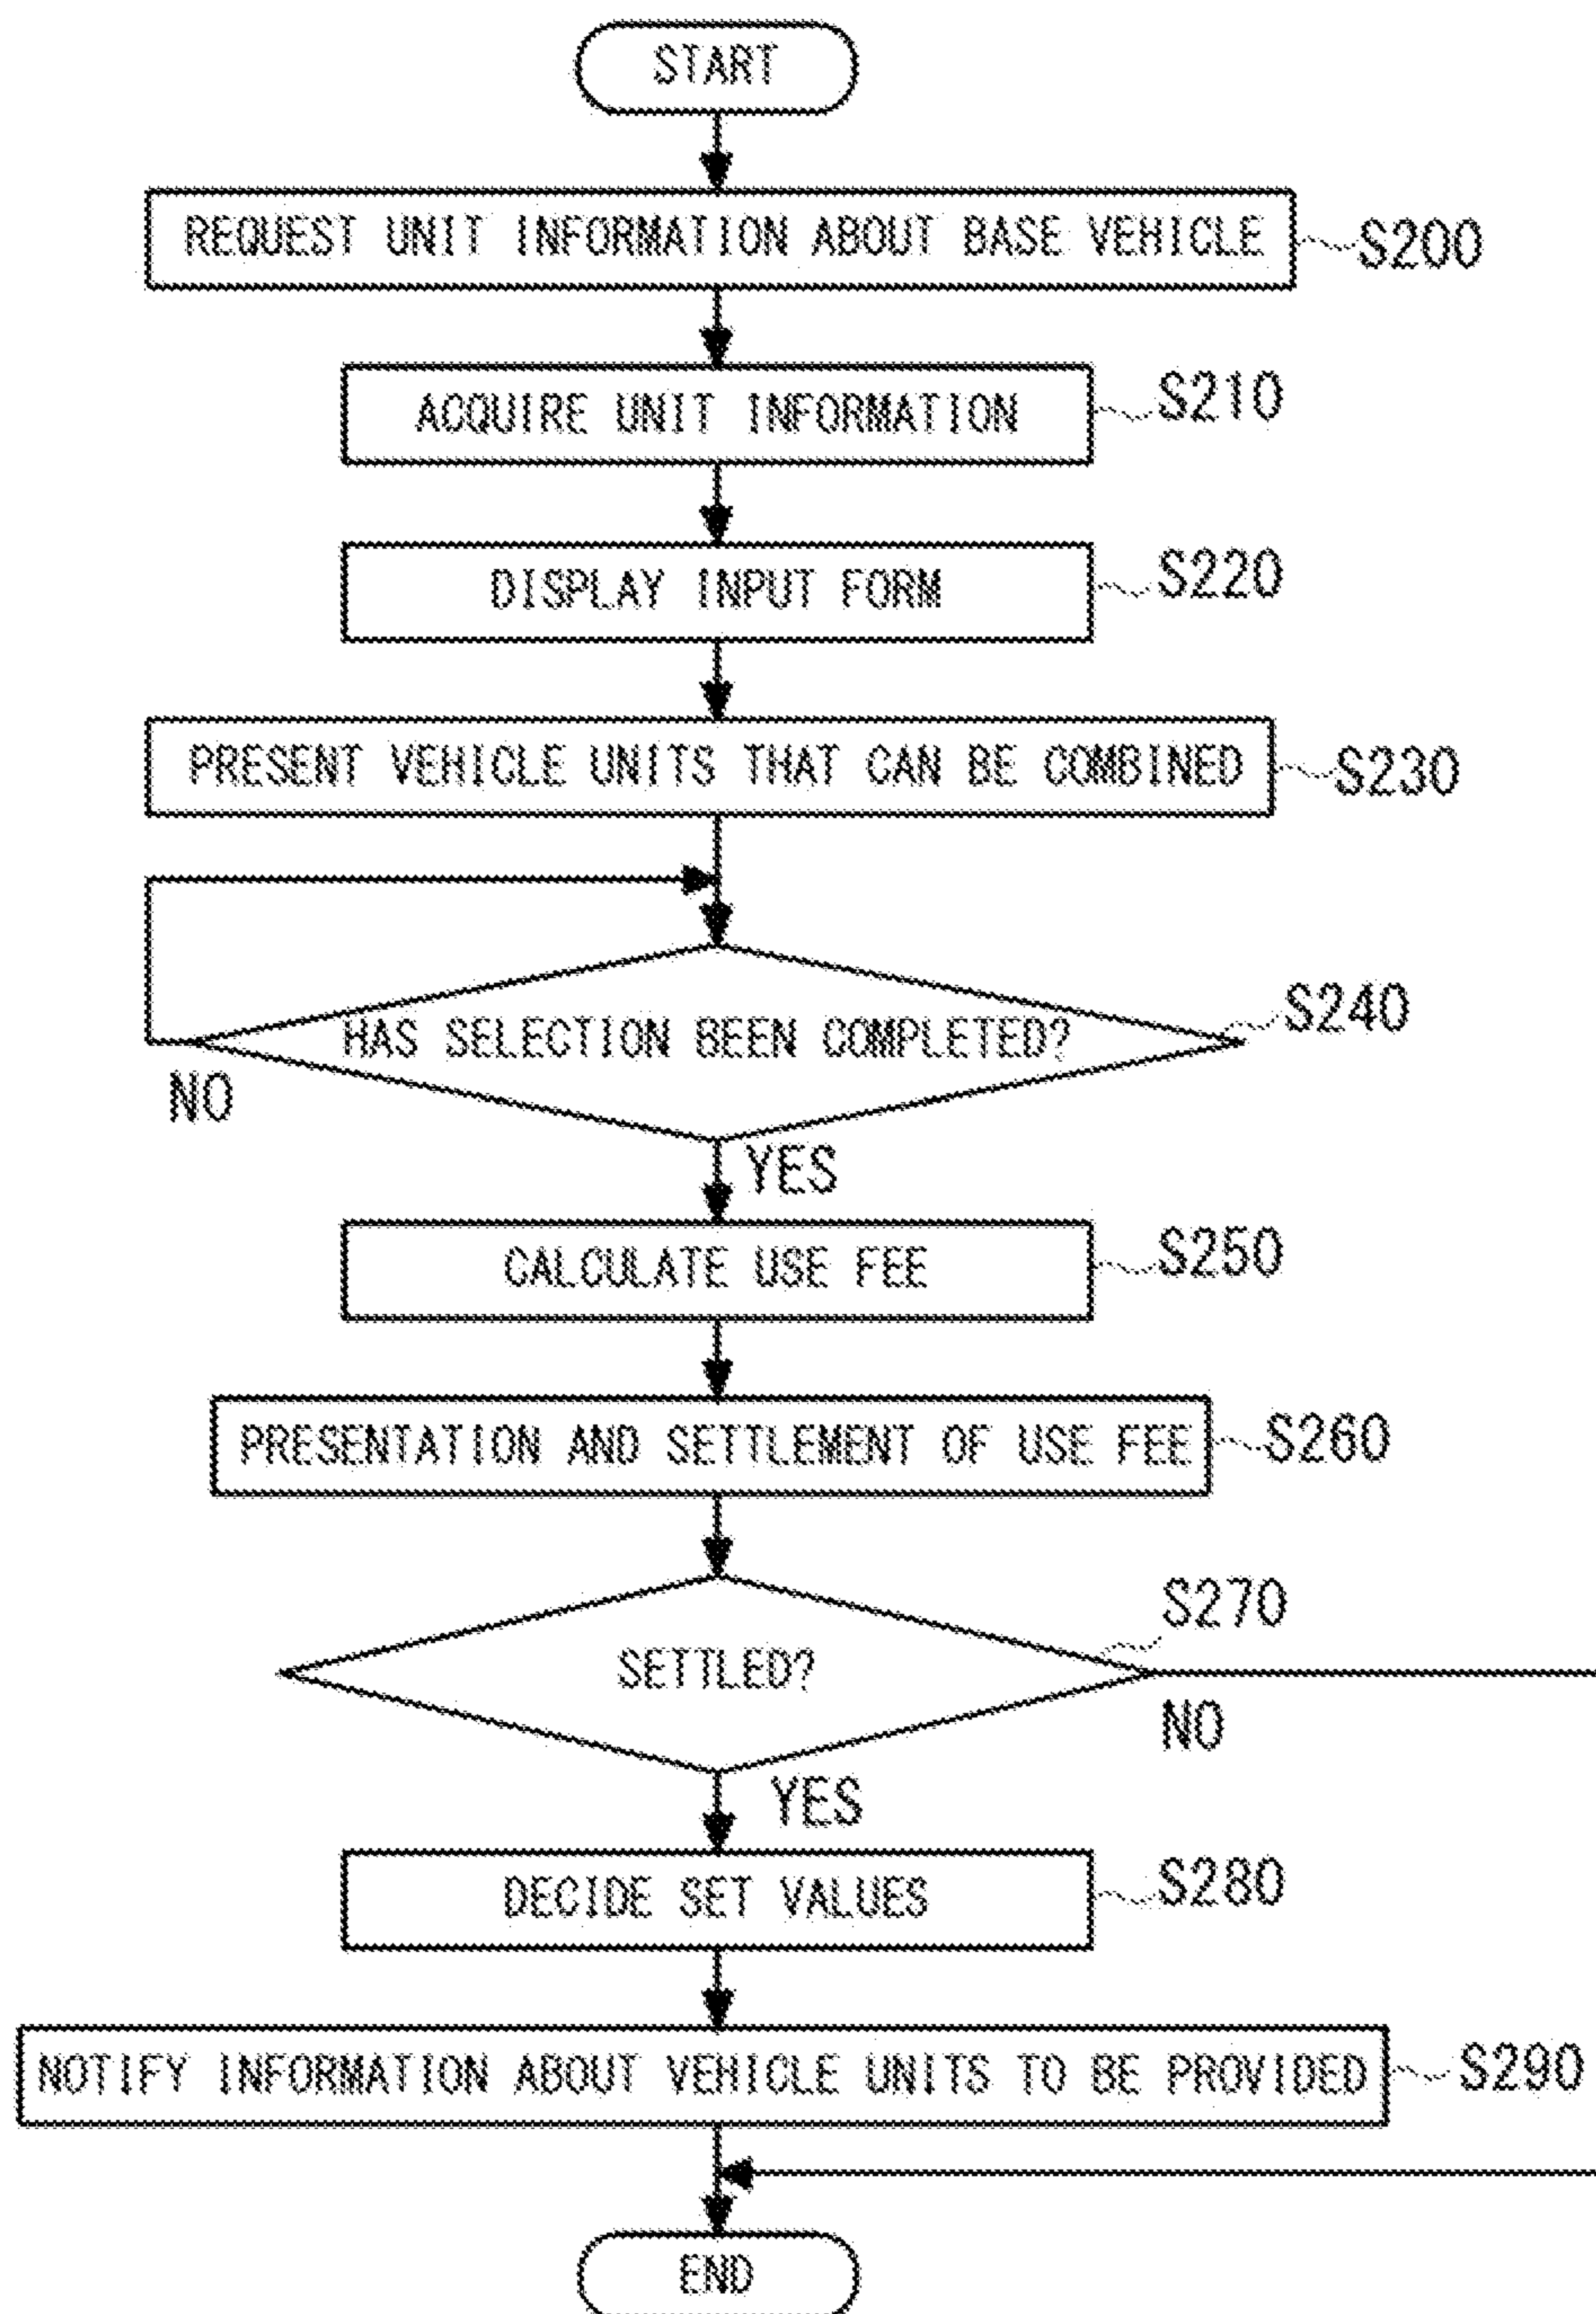 START
REQUEST UNIT INFORMATION ABOUT BASE VEHICLE S200
ACQUIRE UNIT INFORMATION S210
DISPLAY INPUT FORM S220
PRESENT VEHICLE UNITS THAT CAN BE COMBINED S230
HAS SELECTION BEEN COMPLETED? S240
NO
YES
CALCULATE USE FEE S250
PRESENTATION AND SETTLEMENT OF USE FEE S260
S270
SETTLED?
NO
YES
DECIDE SET VALUES S280
NOTIFY INFORMATION ABOUT VEHICLE UNITS TO BE PROVIDED S290
END